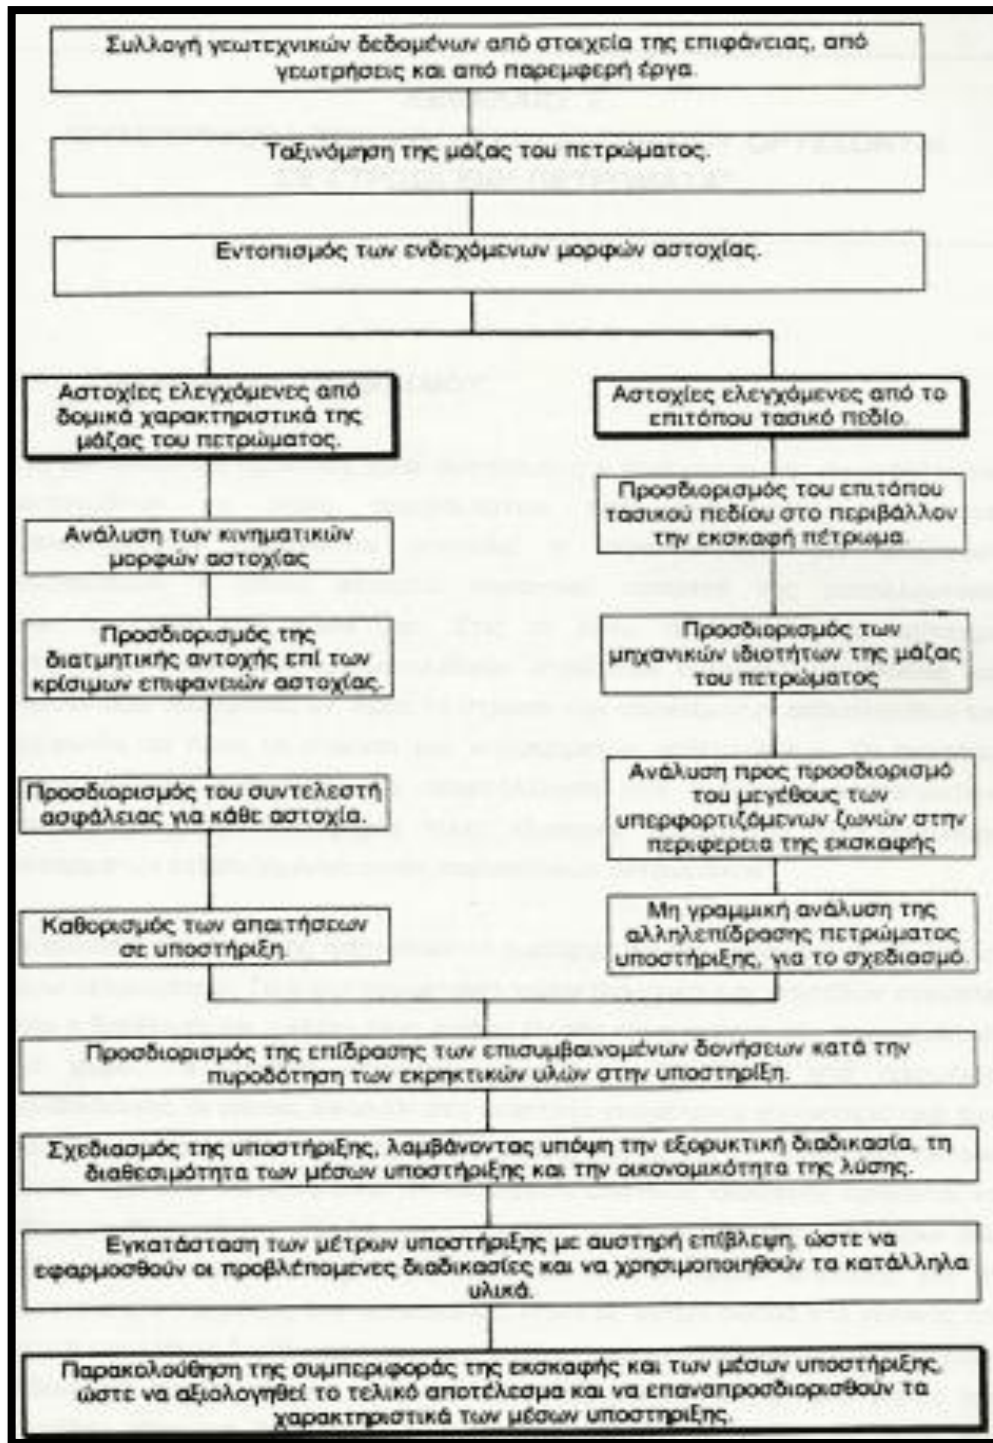 Συλλογή γεωτεχνικών δεδομένων από στοιχεία της επιφάνειας, από
γεωτρήσεις και από παρεμφερή έργα.
Ταξινόμηση της μάζας του πετρώματος.
Εντοπισμός των ενδεχόμενων μορφών αστοχίας.
Αστοχίες ελεγχόμενες από
δομικά χαρακτηριστικά της
μάζας του πετρώματος.
Ανάλυση των κινηματικών
μορφών αστοχίας
Προσδιορισμός της
διατμητικής αντοχής επί των
κρίσιμων επιφανειών αστοχίας.
Προσδιορισμός του συντελεστή
ασφάλειας για κάθε αστοχία.
Καθορισμός των απαιτήσεων
σε υποστήριξη.
Αστοχίες ελεγχόμενες από το
επιτόπου τασικό πεδίο.
Προσδιορισμός του επιτόπου
τασικού πεδίου στο περιβάλλον
την εκσκαφή πέτρωμα
Προσδιορισμός των
μηχανικών ιδιοτήτων της μάζας
του πετρώματος
Ανάλυση προς προσδιορισμό
του μεγέθους των
υπερφορτιζόμενων ζωνών στην
περιφέρεια της εκσκαφής
Μη γραμμική ανάλυση της
αλληλεπίδρασης πετρώματος
υποστήριξης, για το σχεδιασμό.
Προσδιορισμός της επίδρασης των επισυμβαινομένων δονήσεων κατά την
πυροδότηση των εκρηκτικών υλών στην υποστηρίξη.
Σχεδιασμός της υποστήριξης, λαμβάνοντας υπόψη την εξορυκτική διαδικασία, τη
διαθεσιμότητα των μέσων υποστήριξης και την οικονομικότητα της λύσης.
Εγκατάσταση των μέτρων υποστήριξης με αυστηρή επίβλεψη, ώστε να
εφαρμοσθούν οι προβλέπομενες διαδικασίες και να χρησιμοποιηθούν τα κατάλληλα
υλικά.
Παρακολούθηση της συμπεριφοράς της εκσκαφής και των μέσων υποστήριξης,
ώστε να αξιολογηθεί το τελικό αποτέλεσμα και να επαναπροσδιορισθούν τα
χαρακτηριστικά των μέσων υποστηριξης.